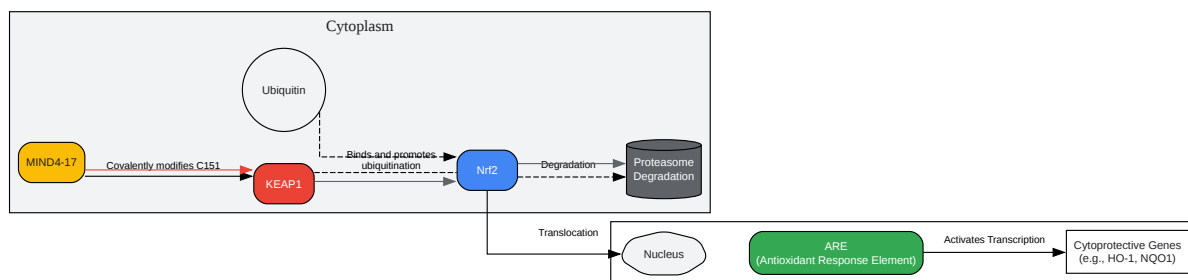 Cytoplasm
Ubiquitin
MIND4-17
Covalently modifies C151
KEAP1
Binds and promotes
ubiquitination
Nrf2
Degradation
Proteasome
Degradation
Translocation
Nucleus
ARE
(Antioxidant Response Element)
Activates Transcription
Cytoprotective Genes
(e.g., HO-1, NQO1)